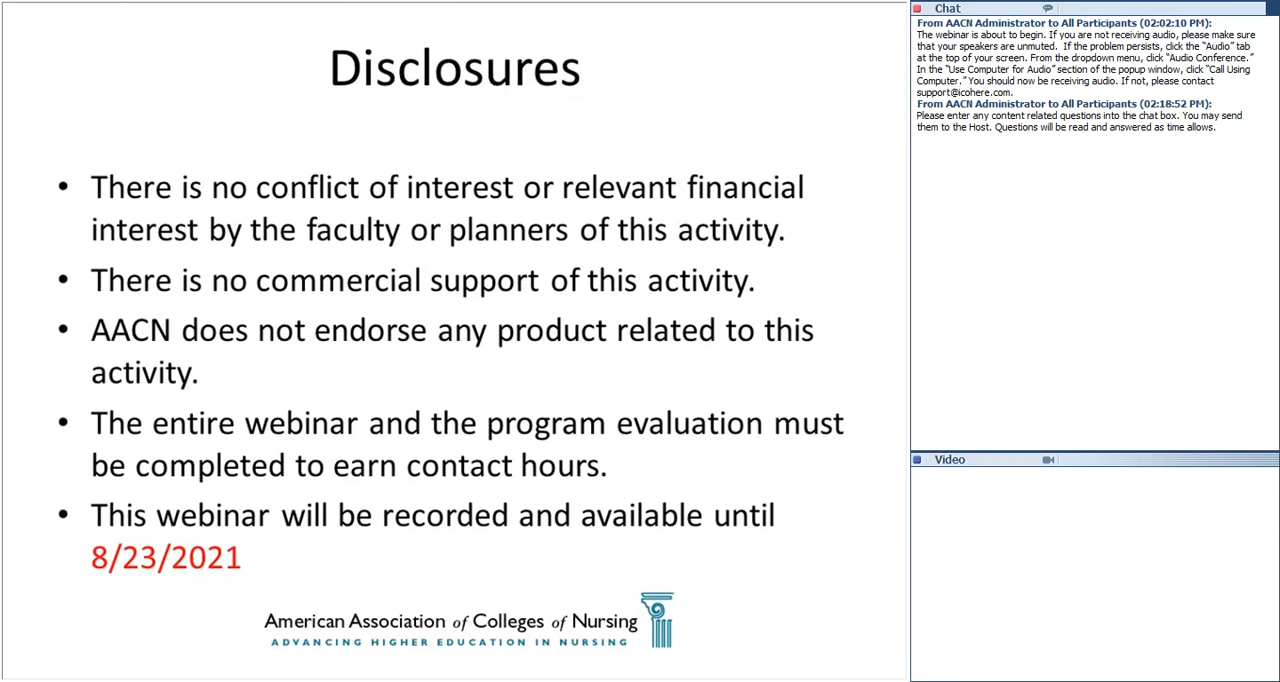 Disclosures
• There is no conflict of interest or relevant financial
interest by the faculty or planners of this activity.
• There is no commercial support of this activity.
• AACN does not endorse any product related to this
activity.
• The entire webinar and the program evaluation must
be completed to earn contact hours.
• This webinar will be recorded and available until
8/23/2021
American Association of Colleges of Nursing
ADVANCING HIGHER EDUCATION IN NURSING
Chat
From AACN Administrator to All Participants (02:02:10 PM):
The webinar is about to begin. If you are not receiving audio, please make sure
that your speakers are unmuted. If the problem persists, click the “Audio” tab
at the top of your screen. From the dropdown menu, click “Audio Conference.”
In the “Use Computer for Audio” section of the popup window, click “Call Using
Computer.” You should now be receiving audio. If not, please contact
support@icohere.com.
From AACN Administrator to All Participants (02:18:52 PM):
Please enter any content related questions into the chat box. You may send
them to the Host. Questions will be read and answered as time allows.
Video